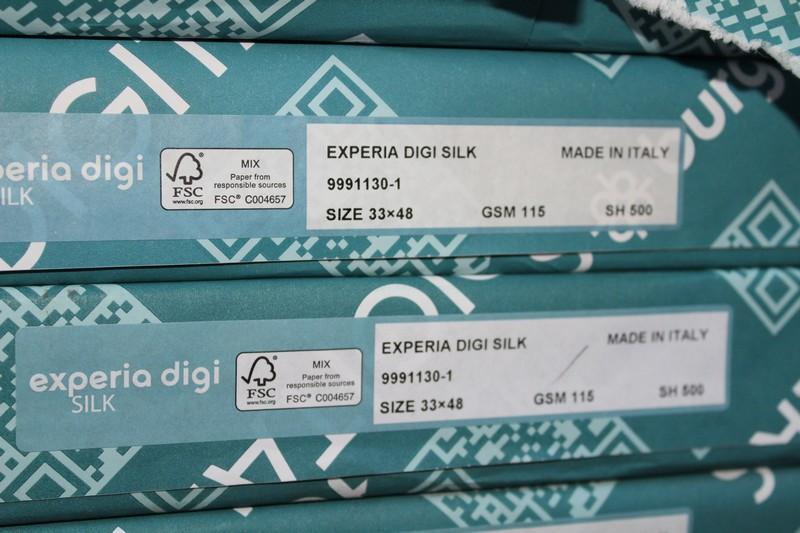 peria digi
SILK
FSC
www.fsc.org
MIX
Paper from
responsible sources
FSC® C004657
EXPERIA DIGI SILK MADE IN ITALY
9991130-1
SIZE 33×48 GSM 115 SH 500
experia digi
SILK
FSC
www.fsc.org
MIX
Paper from
responsible sources
FSC® C004657
EXPERIA DIGI SILK MADE IN ITALY
9991130-1
SIZE 33×48 GSM 115 SH 500